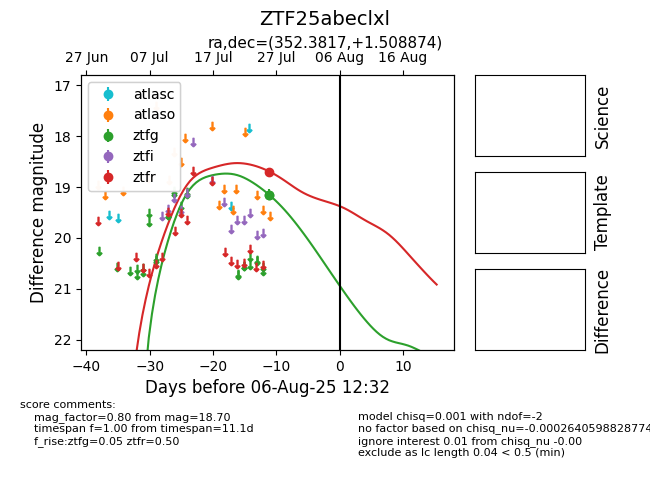 ZTF25abeclxl
ra,dec=(352.3817,+1.508874)
27 Jun 07 Jul 17 Jul 27 Jul 06 Aug 16 Aug
17
18
19
20
21
22
Difference magnitude
atlasc
atlaso
ztfg
ztfi
ztfr
−40 −30 −20 −10 0 10
Days before 06-Aug-25 12:32
Science
Template
Difference
score comments:
mag_factor=0.80 from mag=18.70
timespan f=1.00 from timespan=11.1d
f_rise:ztfg=0.05 ztfr=0.50
model chisq=0.001 with ndof=-2
no factor based on chisq_nu=-0.0002640598828774
ignore interest 0.01 from chisq_nu -0.00
exclude as lc length 0.04 < 0.5 (min)